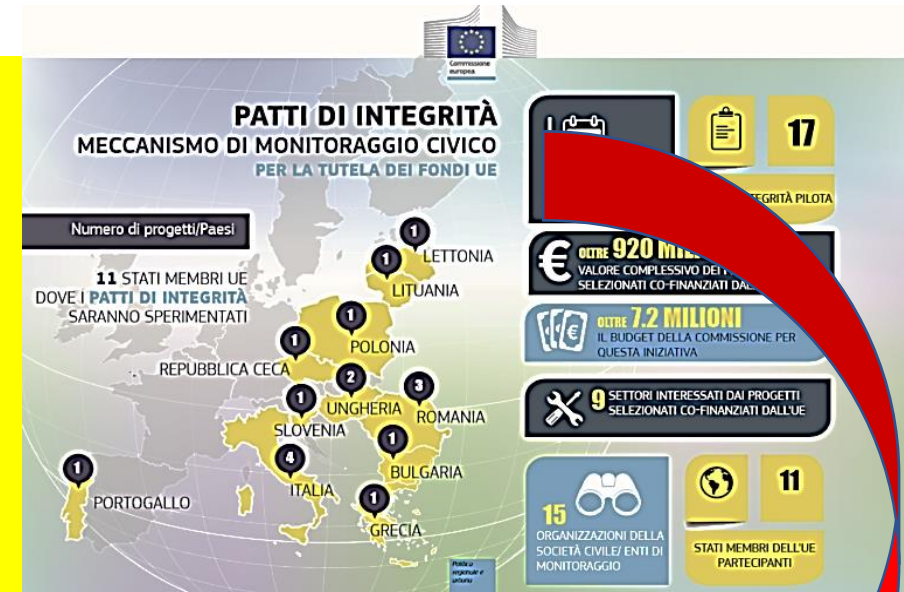 Commissione
europea
PATTI DI INTEGRITÀ
MECCANISMO DI MONITORAGGIO CIVICO
PER LA TUTELA DEI FONDI UE
Numero di progetti/Paesi
11 STATI MEMBRI UE
DOVE I PATTI DI INTEGRITÀ
SARANNO SPERIMENTATI
1
LETTONIA
1
LITUANIA
1
POLONIA
1
REPUBBLICA CECA
2
UNGHERIA
3
ROMANIA
1
SLOVENIA
1
BULGARIA
4
ITALIA
1
GRECIA
1
PORTOGALLO
17
PILOTA
€ OLTRE 920
VALORE COMPLESSIVO DEI
SELEZIONATI CO-FINANZIATI
OLTRE 7.2 MILIONI
IL BUDGET DELLA COMMISSIONE PER
QUESTA INIZIATIVA
9 SETTORI INTERESSATI DAI PROGETTI
SELEZIONATI CO-FINANZIATI DALL'UE
15
ORGANIZZAZIONI DELLA
SOCIETÀ CIVILE/ ENTI DI
MONITORAGGIO
11
STATI MEMBRI DELL'UE
PARTECIPANTI
Politica
regionale e
urbana